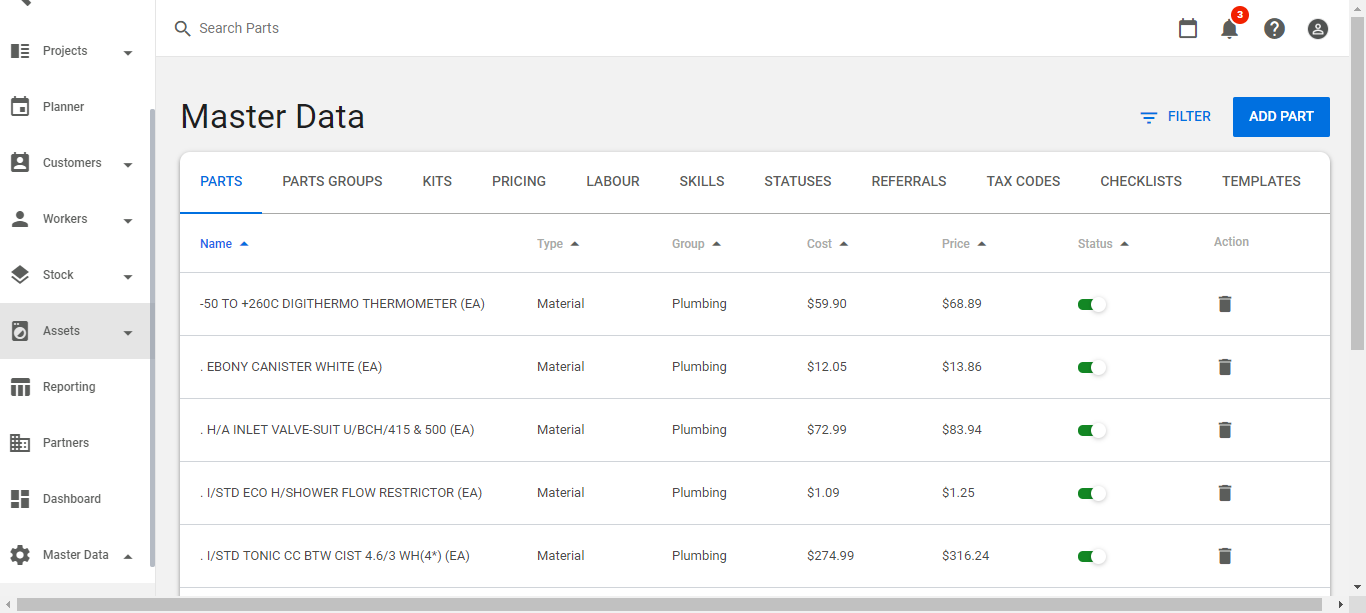 Search Parts
3
Projects
Planner
Customers
Workers
Stock
Assets
Reporting
Partners
Dashboard
Master Data
Master Data
FILTER
ADD PART
PARTS PARTS GROUPS KITS PRICING LABOUR SKILLS STATUSES REFERRALS TAX CODES CHECKLISTS TEMPLATES
Name Type Group Cost Price Status Action
-50 TO +260C DIGITHERMO THERMOMETER (EA) Material Plumbing $59.90 $68.89
. EBONY CANISTER WHITE (EA) Material Plumbing $12.05 $13.86
. H/A INLET VALVE-SUIT U/BCH/415 & 500 (EA) Material Plumbing $72.99 $83.94
. I/STD ECO H/SHOWER FLOW RESTRICTOR (EA) Material Plumbing $1.09 $1.25
. I/STD TONIC CC BTW CIST 4.6/3 WH(4*) (EA) Material Plumbing $274.99 $316.24